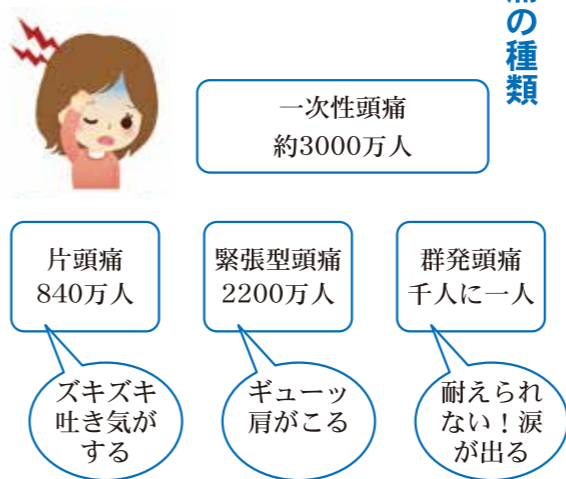 の種類
一次性頭痛
約3000万人
片頭痛
840万人
緊張型頭痛
2200万人
群発頭痛
千人に一人
ズキズキ
吐き気が
する
ギューッ
肩がこる
耐えられ
ない！涙
が出る